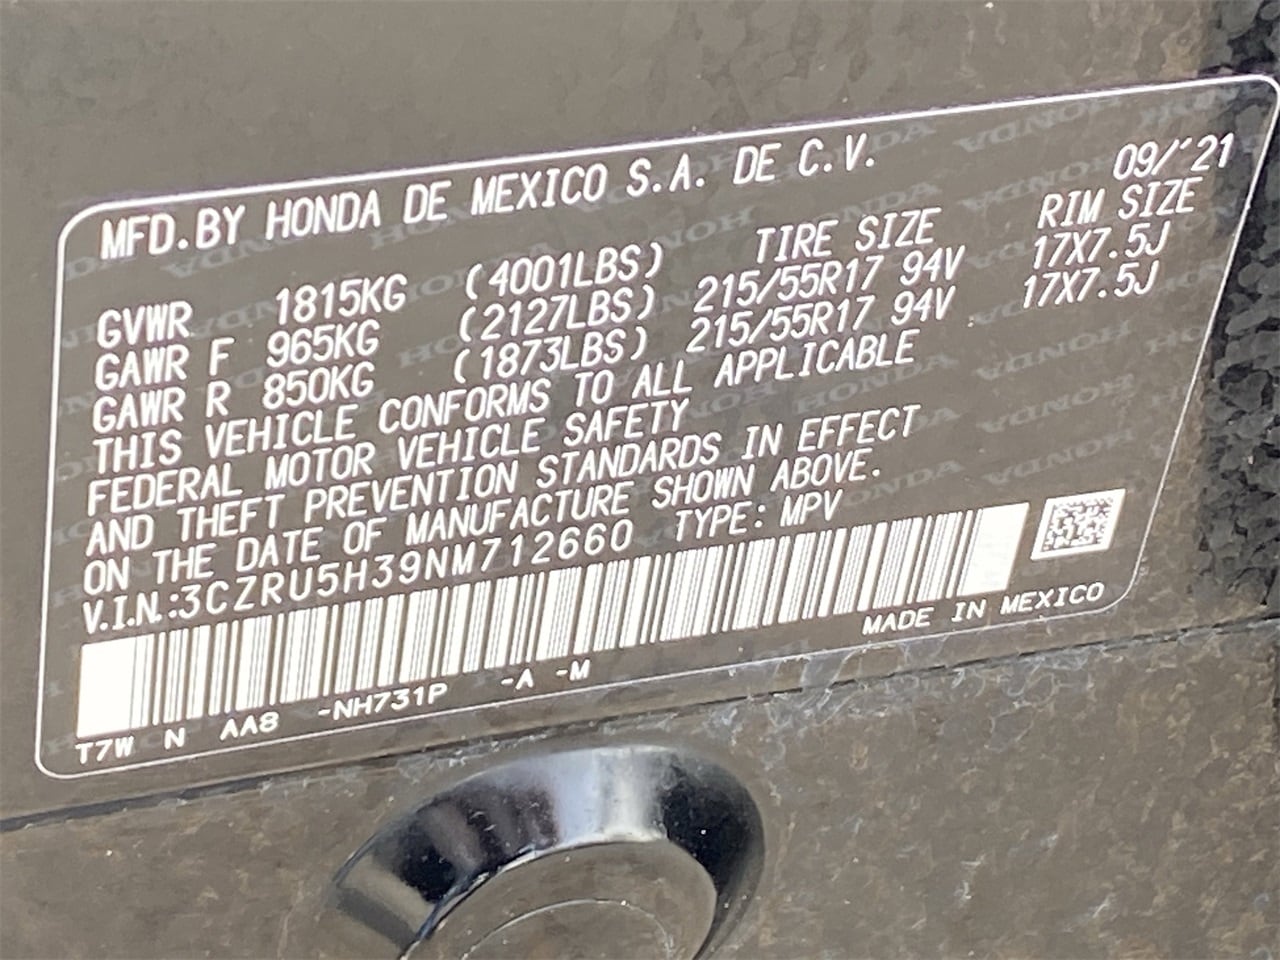 MFD.BY HONDA DE MEXICO S.A. DE C.V.
09/'21
TIRE SIZE RIM SIZE
GVWR 1815KG (4001LBS)
GAWR F 965KG (2127LBS) 215/55R17 94V 17X7.5J
GAWR R 850KG (1873LBS) 215/55R17 94V 17X7.5J
THIS VEHICLE CONFORMS TO ALL APPLICABLE
FEDERAL MOTOR VEHICLE SAFETY
AND THEFT PREVENTION STANDARDS IN EFFECT
ON THE DATE OF MANUFACTURE SHOWN ABOVE.
V.I.N.:3CZRU5H39NM712660 TYPE: MPV
MADE IN MEXICO
T7W N AA8 -NH731P -A -M